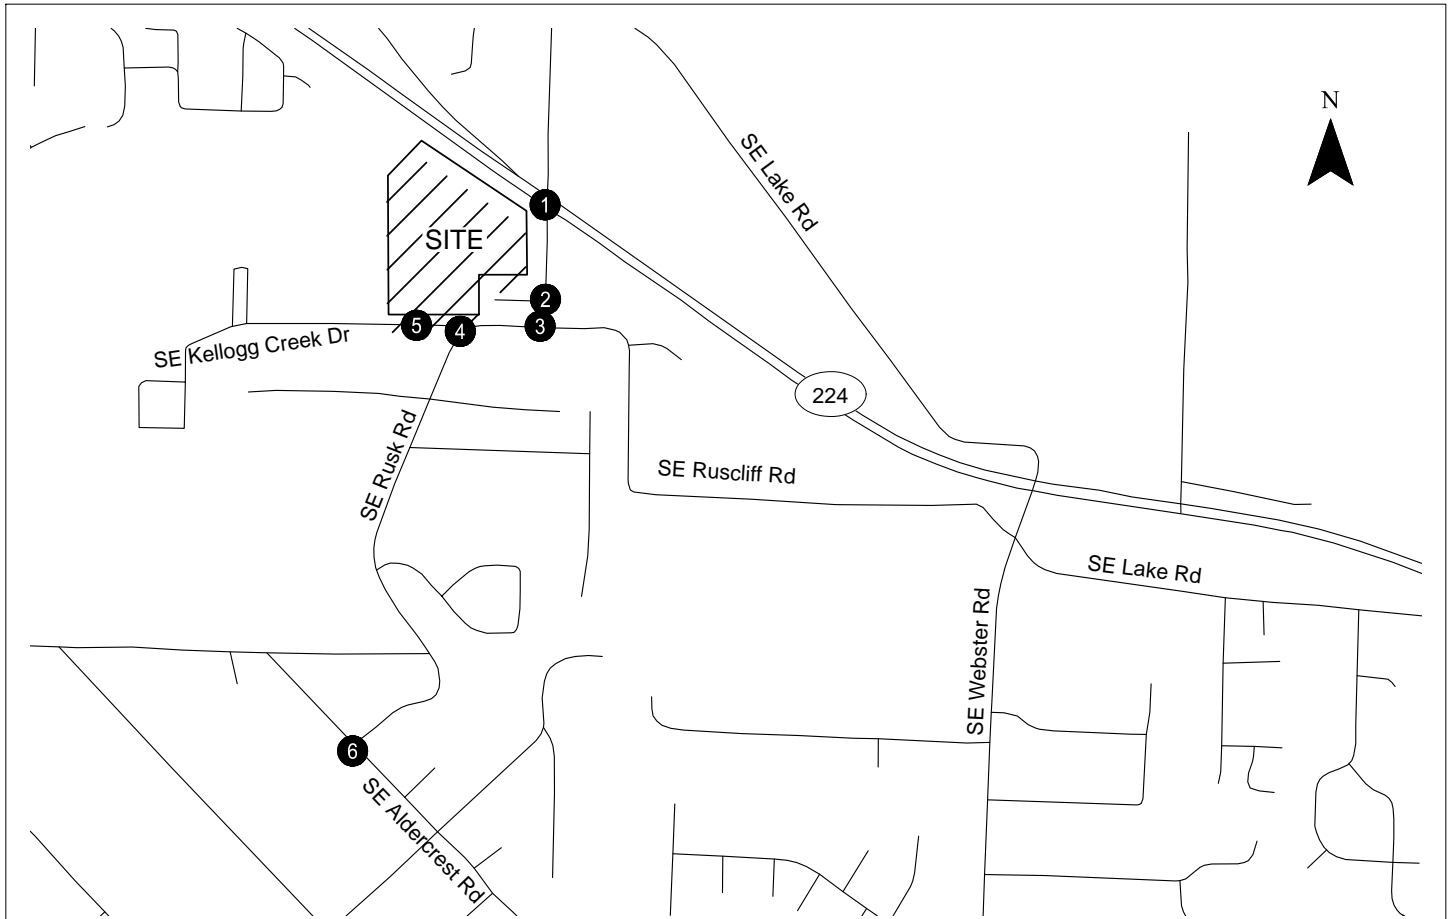 N
SE Lake Rd
1
SITE
2
3
5
4
SE Kellogg Creek Dr
224
SE Rusk Rd
SE Ruscliff Rd
SE Lake Rd
SE Webster Rd
6
SE Aldercrest Rd